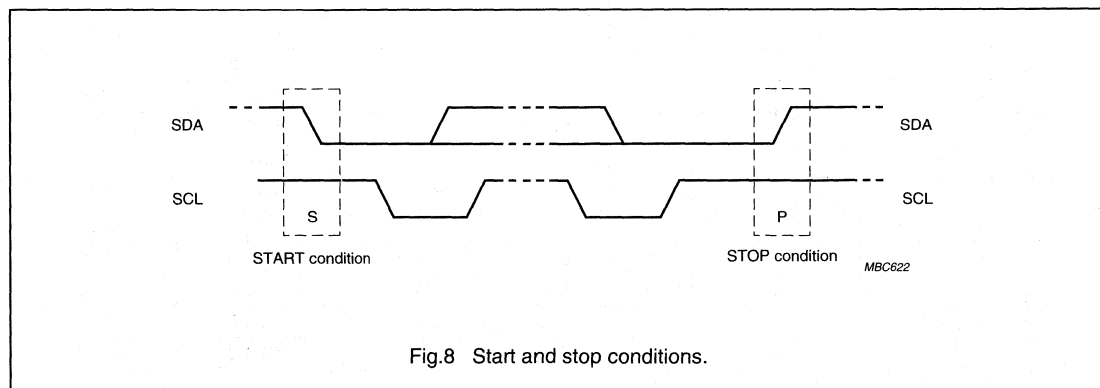 SDA
SDA
SCL
SCL
S
P
START condition
STOP condition
MBC622
Fig.8 Start and stop conditions.